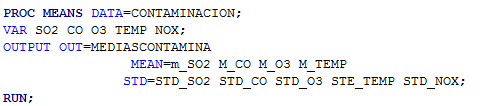 PROC MEANS DATA=CONTAMINACION;
VAR SO2 CO O3 TEMP NOX;
OUTPUT OUT=MEDIASCONTAMINA
MEAN=m_SO2 M_CO M_O3 M_TEMP
STD=STD_SO2 STD_CO STD_O3 STE_TEMP STD_NOX;
RUN;